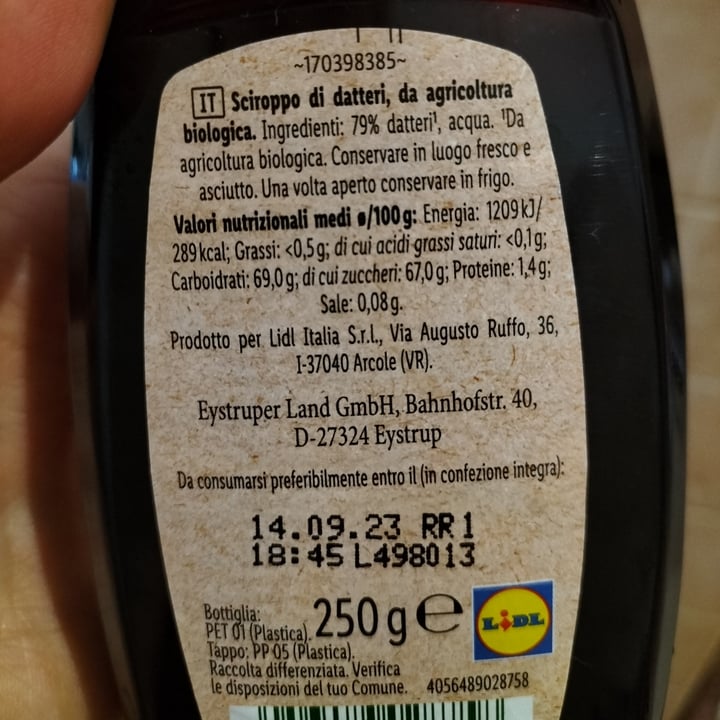 ~170398385~
IT Sciroppo di datteri, da agricoltura
biologica. Ingredienti: 79% datteri¹, acqua. ¹Da
agricoltura biologica. Conservare in luogo fresco e
asciutto. Una volta aperto conservare in frigo.
Valori nutrizionali medi ø/100 g: Energia: 1209 kJ/
289 kcal; Grassi: <0,5 g; di cui acidi grassi saturi: <0,1 g;
Carboidrati: 69,0 g; di cui zuccheri: 67,0 g; Proteine: 1,4 g;
Sale: 0,08 g.
Prodotto per Lidl Italia S.r.l., Via Augusto Ruffo, 36,
I-37040 Arcole (VR).
Eystruper Land GmbH, Bahnhofstr. 40,
D-27324 Eystrup
Da consumarsi preferibilmente entro il (in confezione integra):
14.09.23 RR1
18:45 L498013
Bottiglia:
PET 01 (Plastica).
250 g ℮
LIDL
Tappo: PP 05 (Plastica).
Raccolta differenziata. Verifica
le disposizioni del tuo Comune.
4056489028758